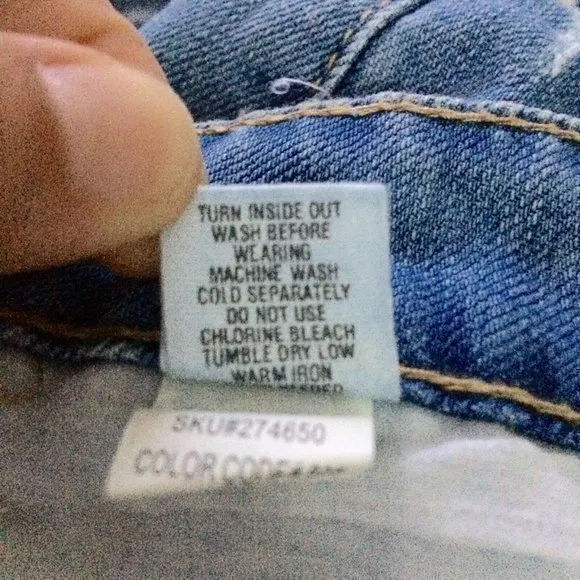 TURN INSIDE OUT
WASH BEFORE
WEARING
MACHINE WASH
COLD SEPARATELY
DO NOT USE
CHLORINE BLEACH
TUMBLE DRY LOW
WARM IRON
SKU#274650
COLOR CODE